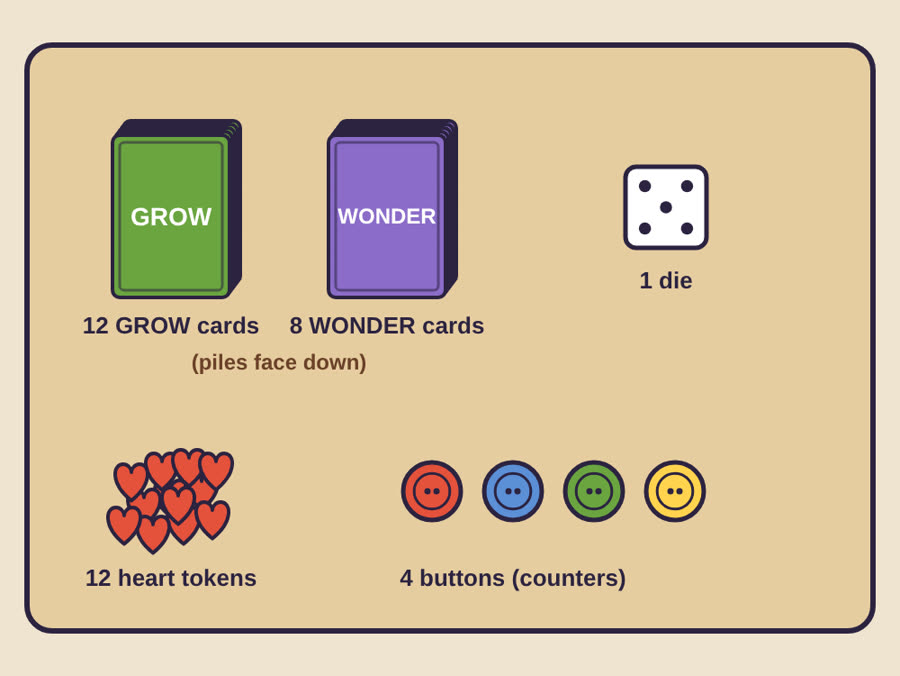 GROW
WONDER
1 die
12 GROW cards
8 WONDER cards
(piles face down)
12 heart tokens
4 buttons (counters)